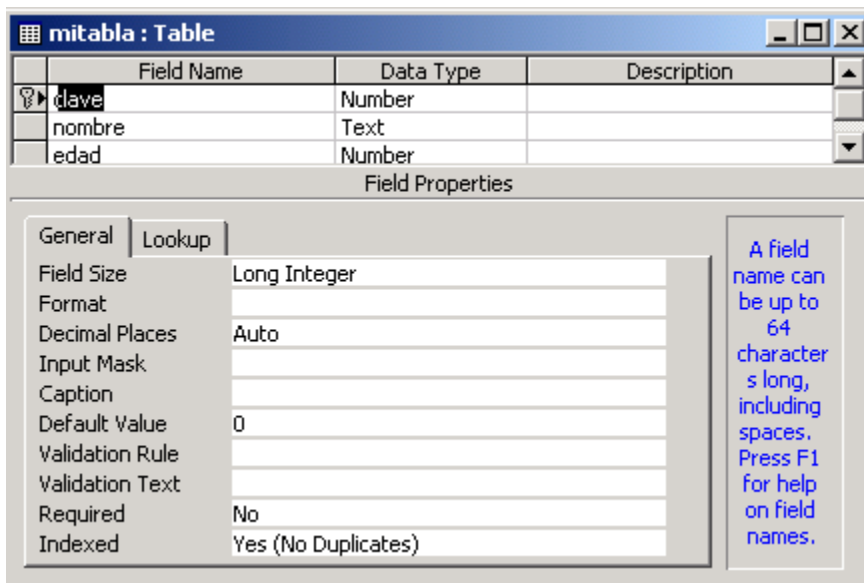 mitabla : Table
Field Name Data Type Description
clave Number
nombre Text
edad Number
Field Properties
General Lookup
Field Size Long Integer
Format
Decimal Places Auto
Input Mask
Caption
Default Value 0
Validation Rule
Validation Text
Required No
Indexed Yes (No Duplicates)
A field
name can
be up to
64
character
s long,
including
spaces.
Press F1
for help
on field
names.